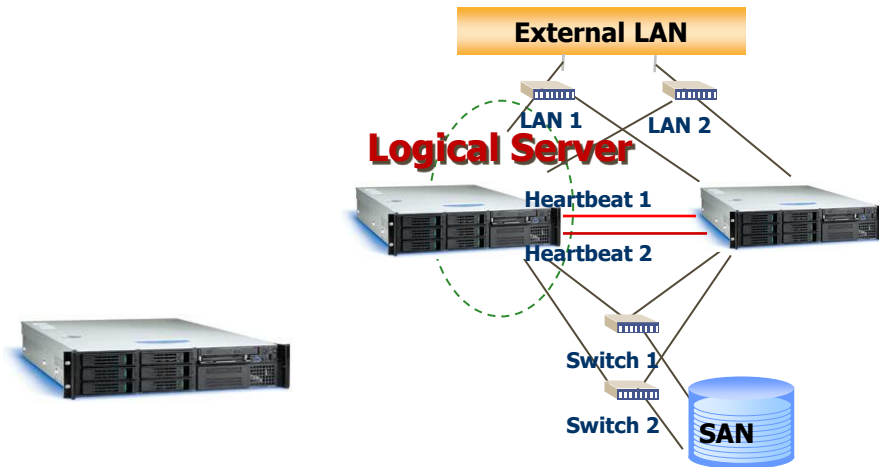 External LAN
LAN 1
LAN 2
Logical Server
Heartbeat 1
Heartbeat 2
Switch 1
Switch 2
SAN